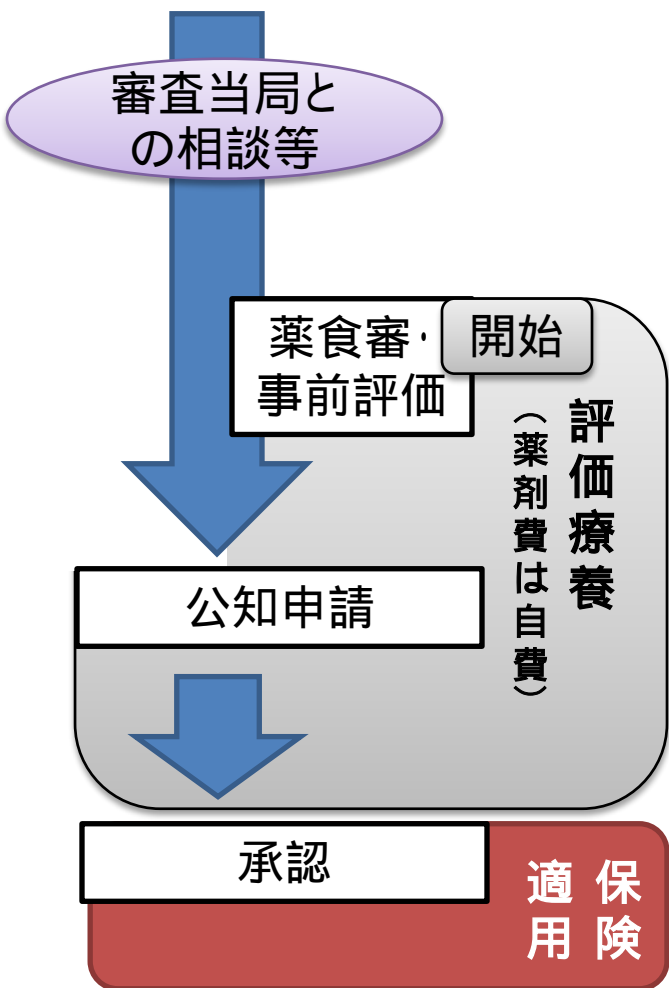 審査当局と
の相談等
薬食審・
事前評価
開始
評価療養
（薬剤費は自費）
公知申請
承認
保険
適用